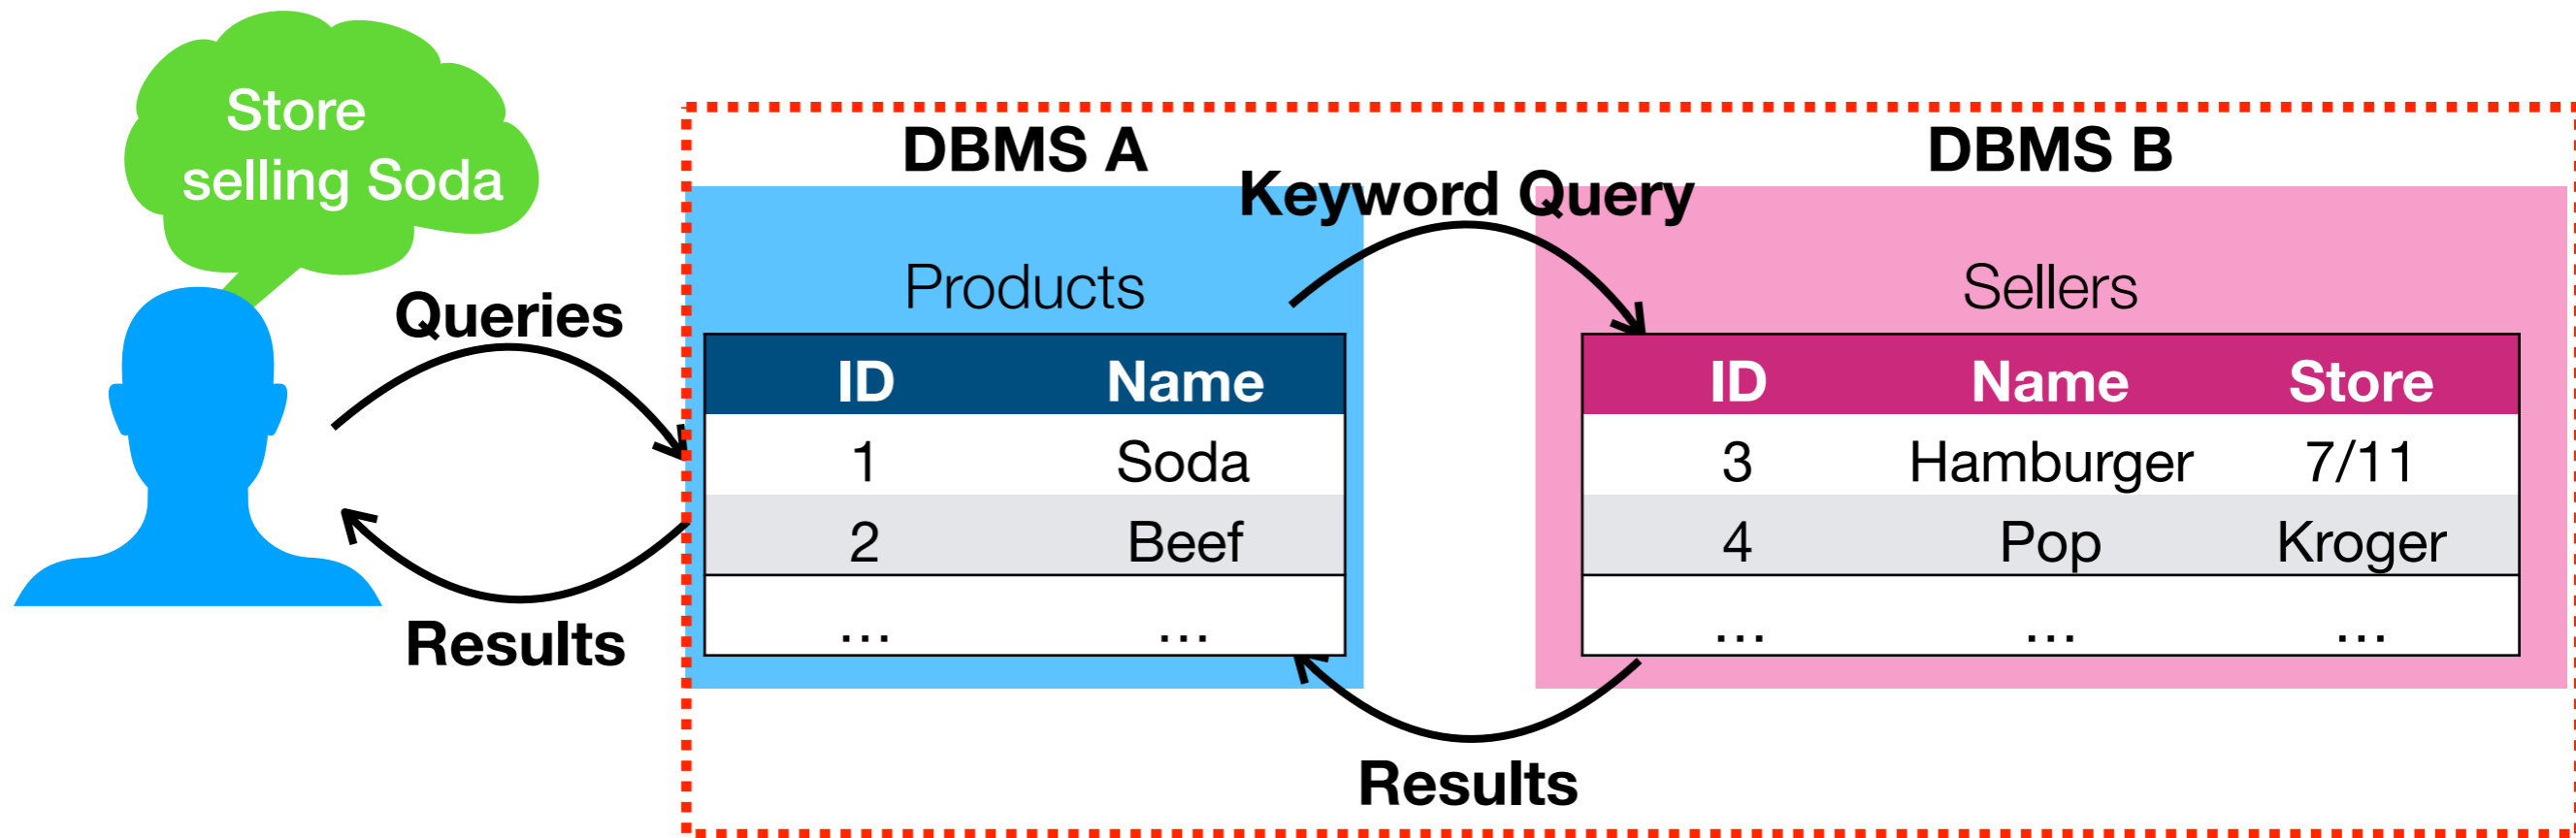 Store
selling Soda
Queries
Results
DBMS A
DBMS B
Keyword Query
Products
ID Name
1 Soda
2 Beef
... ...
Sellers
ID Name Store
3 Hamburger 7/11
4 Pop Kroger
... ... ...
Results